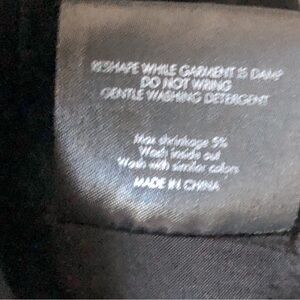 RESHAPE WHILE GARMENT IS DAMP
DO NOT WRING
GENTLE WASHING DETERGENT
Max shrinkage 5%
Wash inside out
Wash with similar colors
MADE IN CHINA